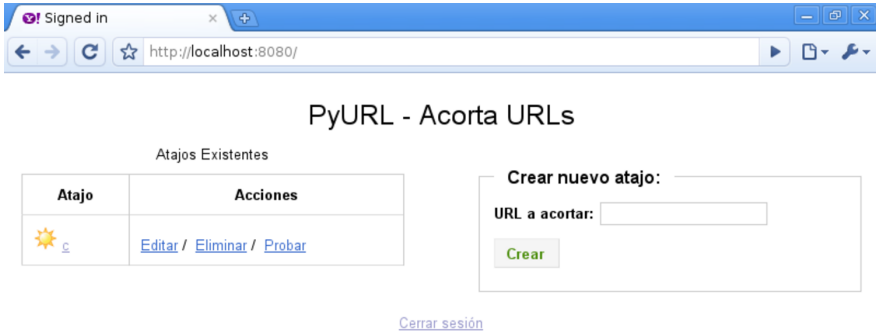 Signed in
http://localhost:8080/
PyURL - Acorta URLs
Atajos Existentes
Atajo Acciones
c Editar / Eliminar / Probar
Crear nuevo atajo:
URL a acortar:
Crear
Cerrar sesión